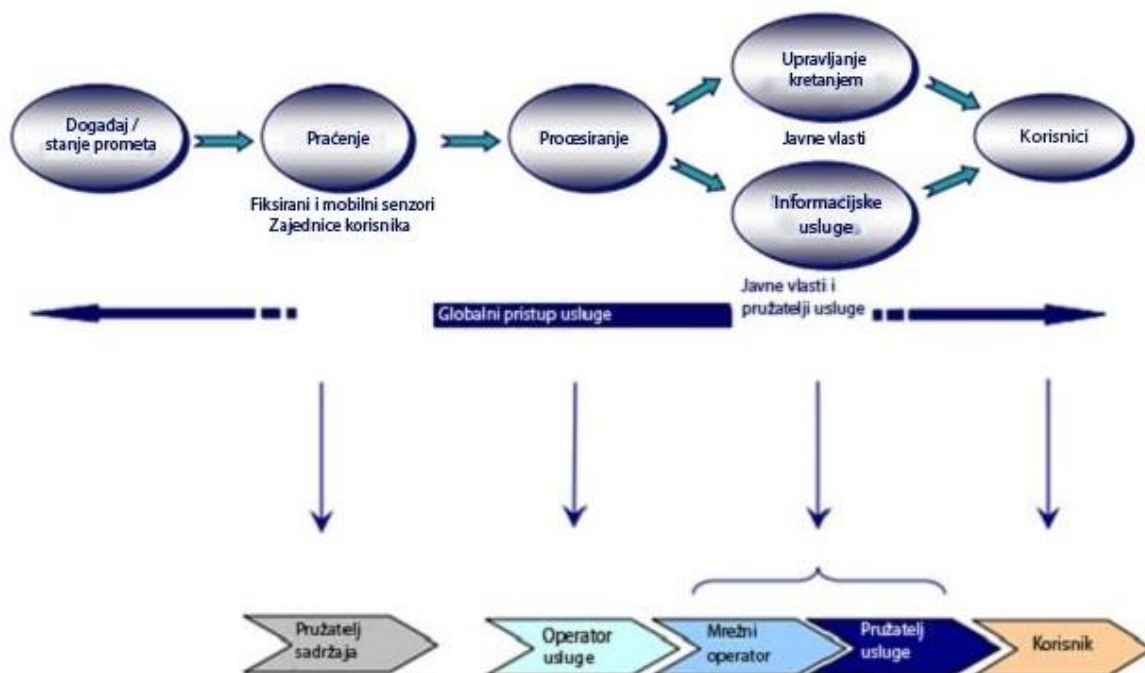 Događaj /
stanje prometa
Praćenje
Fiksirani i mobilni senzori
Zajednice korisnika
Procesiranje
Upravljanje
kretanjem
Javne vlasti
Informacijske
usluge
Korisnici
Javne vlasti i
pružatelji usluge
Globalni pristup usluge
Pružatelj
sadržaja
Operator
usluge
Mrežni
operator
Pružatelj
usluge
Korisnik